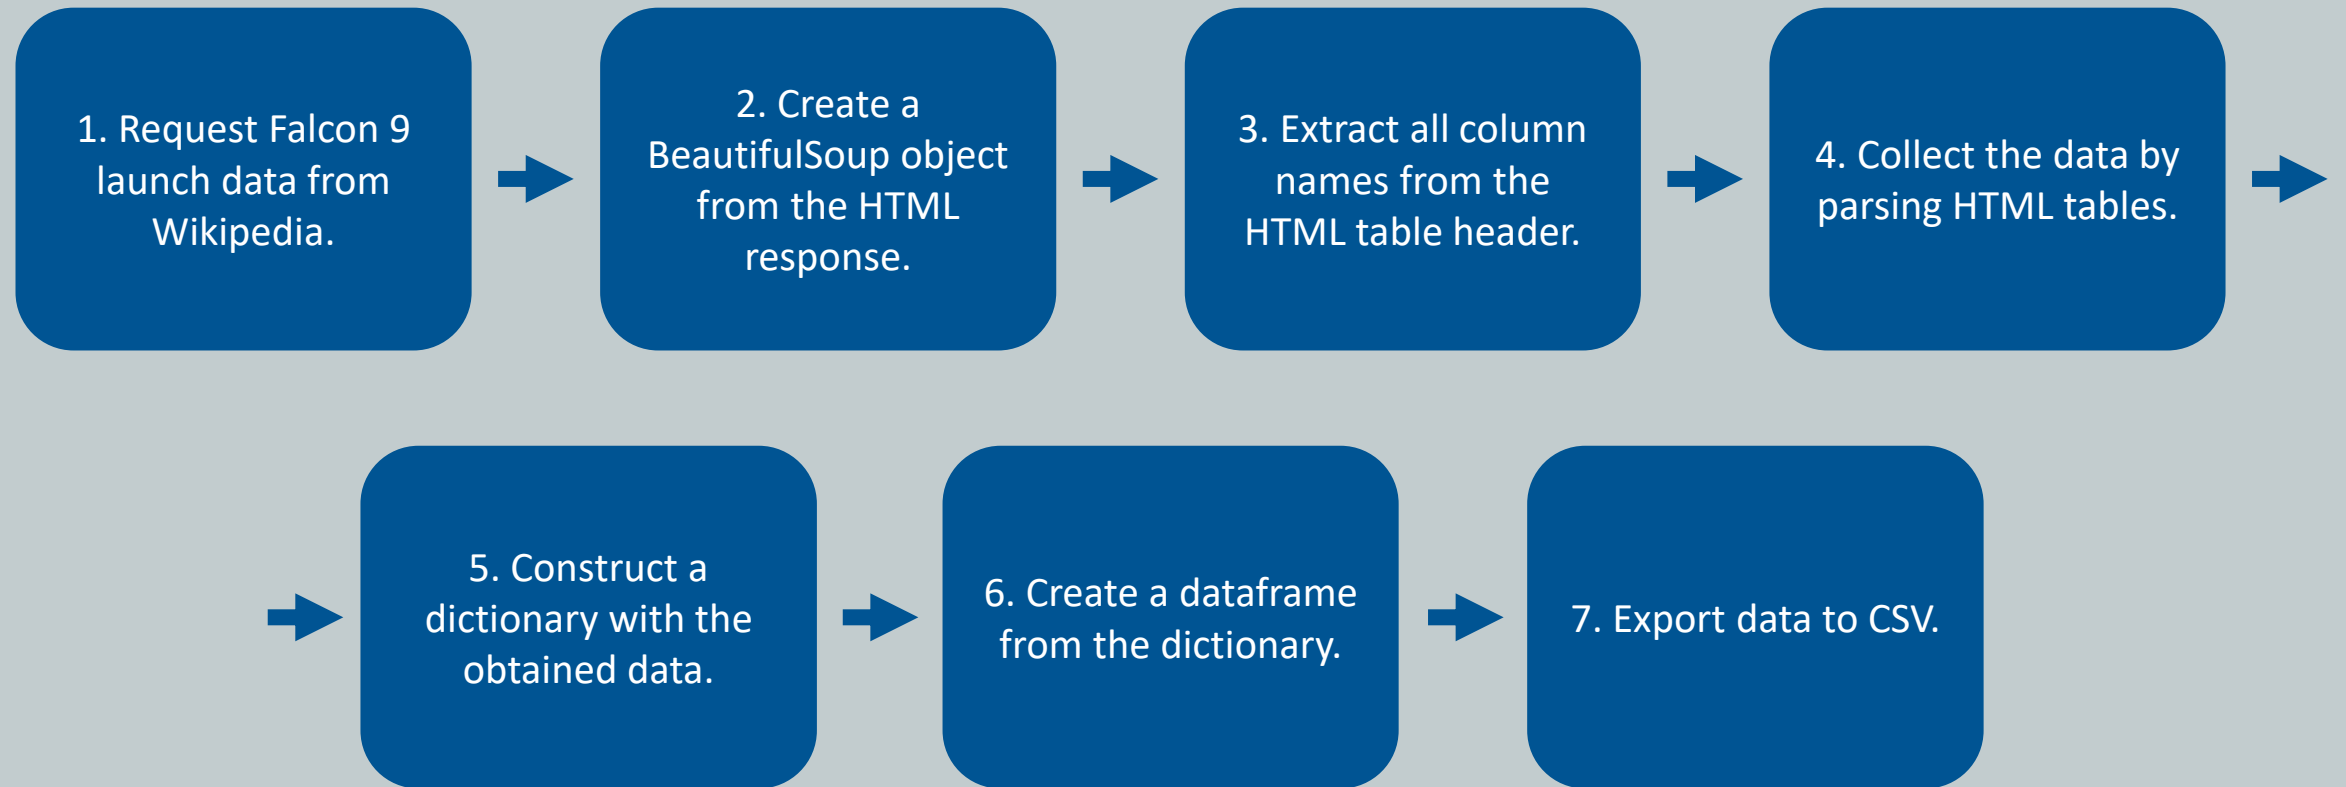 1. Request Falcon 9
launch data from
Wikipedia.
2. Create a
BeautifulSoup object
from the HTML
response.
3. Extract all column
names from the
HTML table header.
4. Collect the data by
parsing HTML tables.
5. Construct a
dictionary with the
obtained data.
6. Create a dataframe
from the dictionary.
7. Export data to CSV.